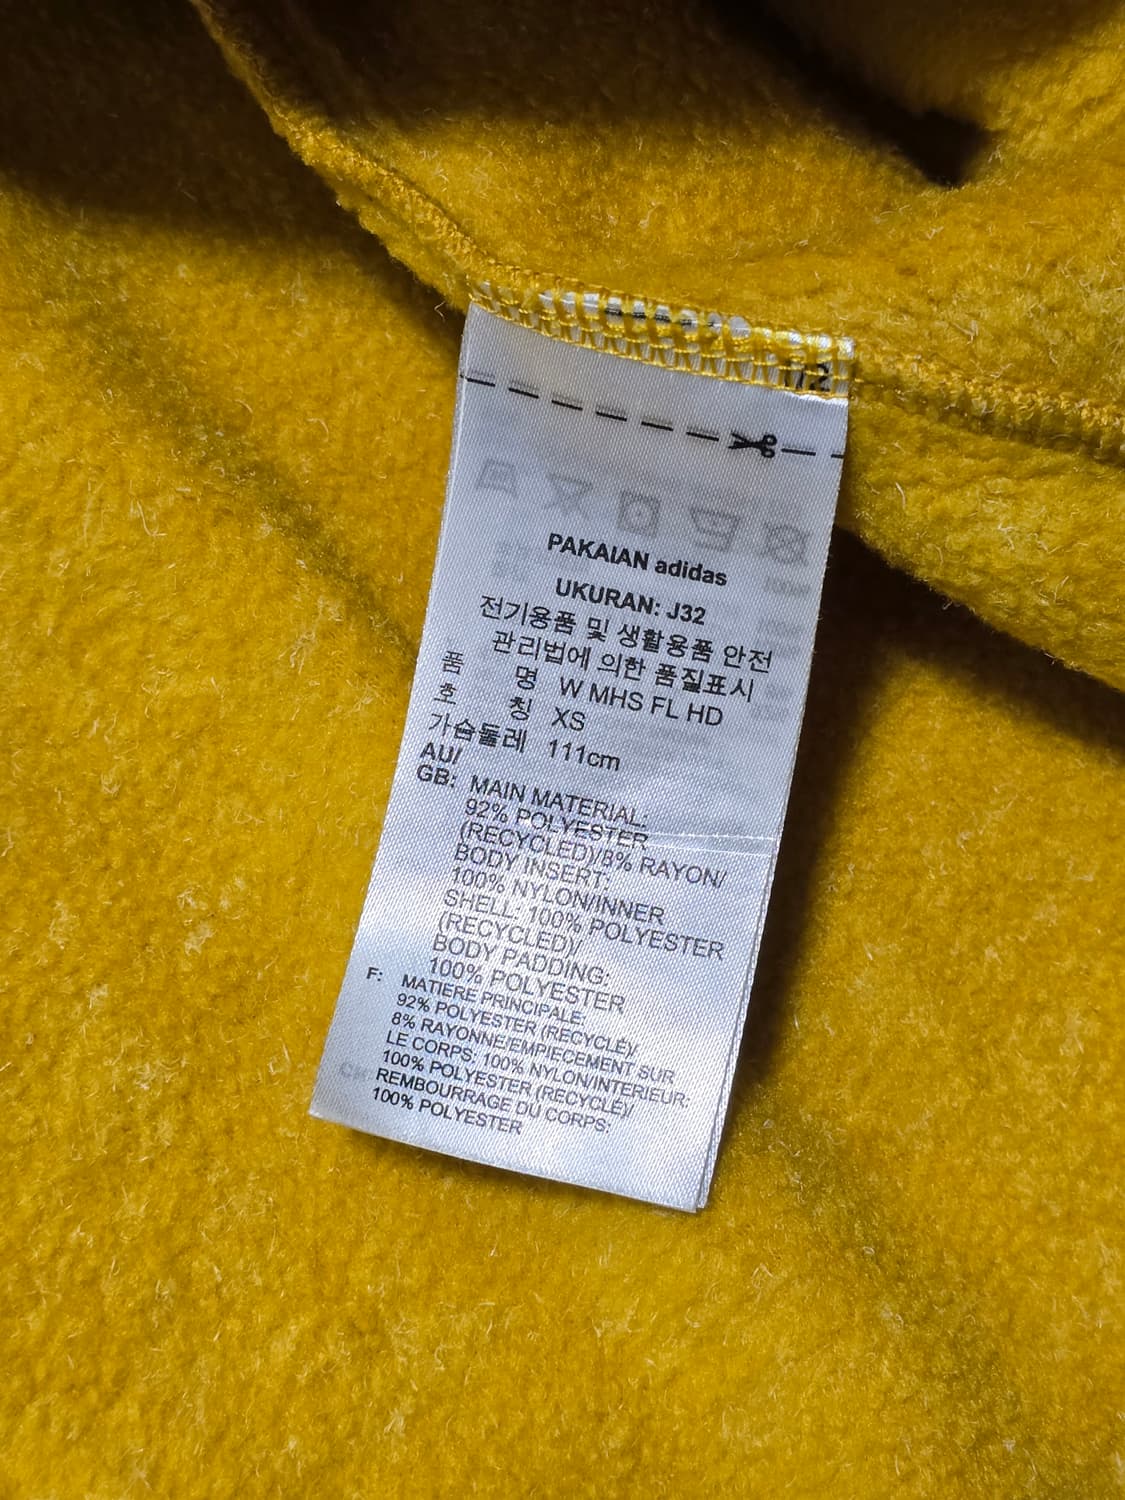 PAKAIAN adidas
UKURAN: J32
전기용품 및 생활용품 안전
관리법에 의한 품질표시
품 명 W MHS FL HD
호 칭 XS
가슴둘레 111cm
AU/
GB: MAIN MATERIAL:
92% POLYESTER
(RECYCLED)/8% RAYON/
BODY INSERT:
100% NYLON/INNER
SHELL: 100% POLYESTER
(RECYCLED)/
BODY PADDING:
100% POLYESTER
F: MATIERE PRINCIPALE:
92% POLYESTER (RECYCLÉ)/
8% RAYONNE/EMPIECEMENT SUR
LE CORPS: 100% NYLON/INTERIEUR:
100% POLYESTER (RECYCLÉ)/
REMBOURRAGE DU CORPS:
100% POLYESTER